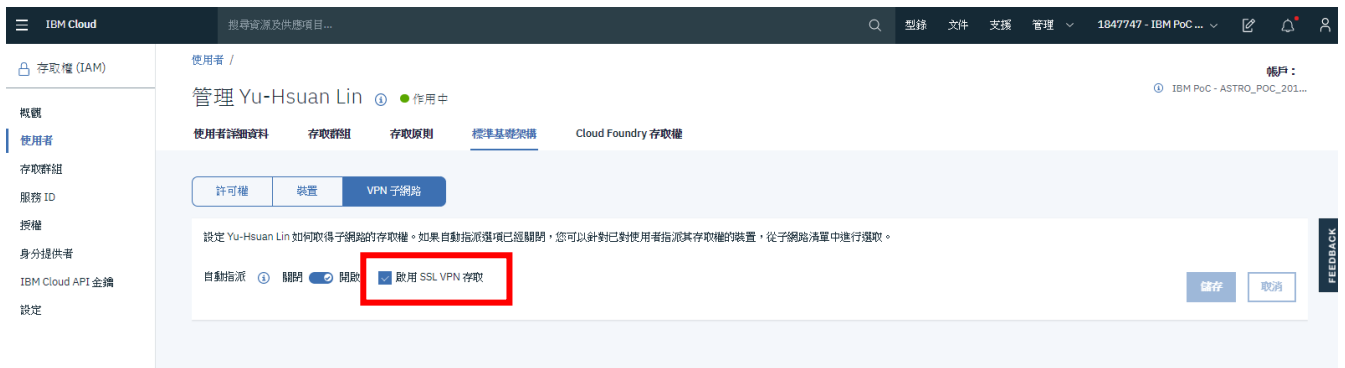 IBM Cloud
搜尋資源及供應項目...
型錄
文件
支援
管理
1847747 - IBM PoC ...
存取權 (IAM)
概觀
使用者
存取群組
服務 ID
授權
身分提供者
IBM Cloud API 金鑰
設定
使用者 /
管理 Yu-Hsuan Lin
作用中
帳戶：
IBM PoC - ASTRO_POC_201...
使用者詳細資料
存取群組
存取原則
標準基礎架構
Cloud Foundry 存取權
許可權
裝置
VPN 子網路
設定 Yu-Hsuan Lin 如何取得子網路的存取權。如果自動指派選項已經關閉，您可以針對已對使用者指派其存取權的裝置，從子網路清單中進行選取。
自動指派
關閉
開啟
啟用 SSL VPN 存取
儲存
取消
FEEDBACK